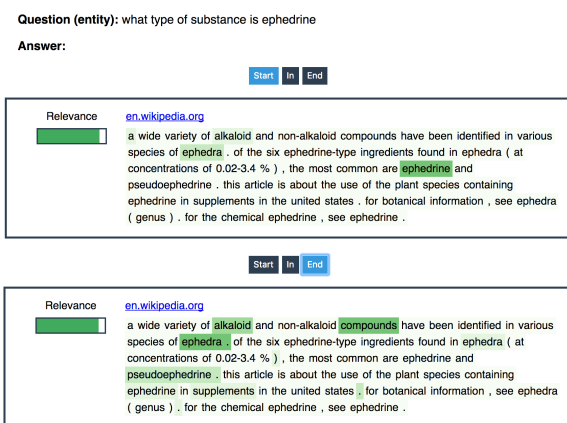 Question (entity): what type of substance is ephedrine
Answer:
Start In End
Relevance en.wikipedia.org
a wide variety of alkaloid and non-alkaloid compounds have been identified in various
species of ephedra . of the six ephedrine-type ingredients found in ephedra ( at
concentrations of 0.02-3.4 % ) , the most common are ephedrine and
pseudoephedrine . this article is about the use of the plant species containing
ephedrine in supplements in the united states . for botanical information , see ephedra
( genus ) . for the chemical ephedrine , see ephedrine .
Start In End
Relevance en.wikipedia.org
a wide variety of alkaloid and non-alkaloid compounds have been identified in various
species of ephedra . of the six ephedrine-type ingredients found in ephedra ( at
concentrations of 0.02-3.4 % ) , the most common are ephedrine and
pseudoephedrine . this article is about the use of the plant species containing
ephedrine in supplements in the united states . for botanical information , see ephedra
( genus ) . for the chemical ephedrine , see ephedrine .